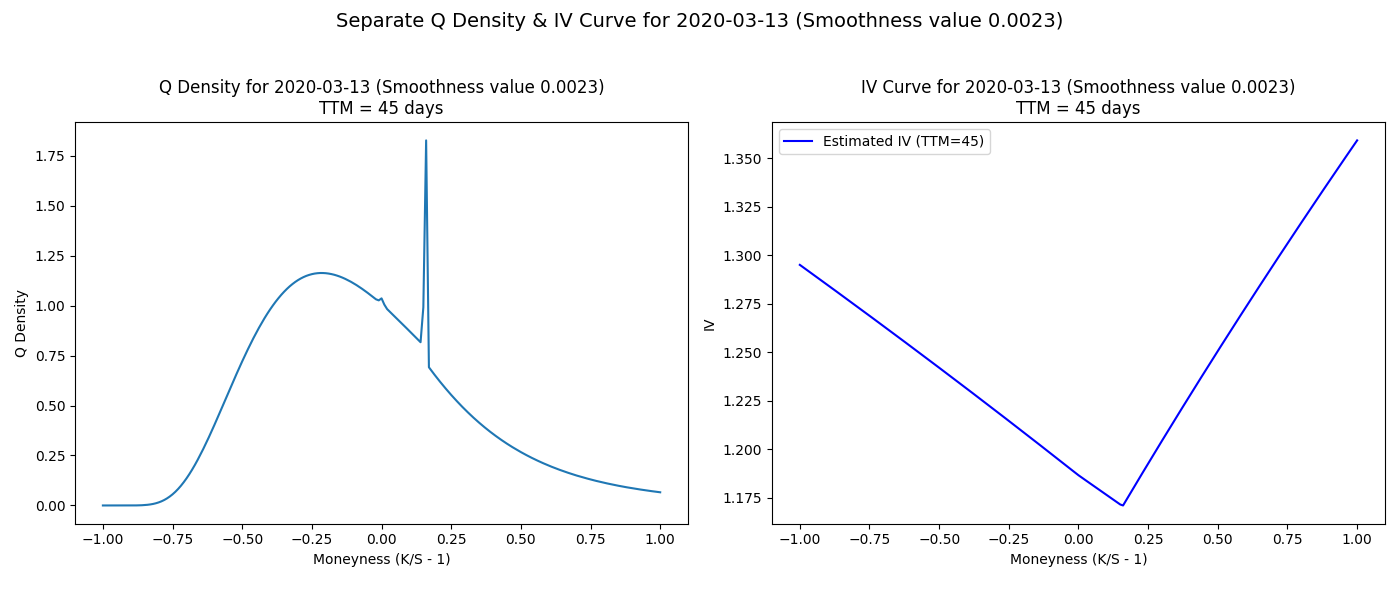 Separate Q Density & IV Curve for 2020-03-13 (Smoothness value 0.0023)
Q Density for 2020-03-13 (Smoothness value 0.0023)
TTM = 45 days
Q Density
1.75
1.50
1.25
1.00
0.75
0.50
0.25
0.00
−1.00 −0.75 −0.50 −0.25 0.00 0.25 0.50 0.75 1.00
Moneyness (K/S - 1)
IV Curve for 2020-03-13 (Smoothness value 0.0023)
TTM = 45 days
Estimated IV (TTM=45)
IV
1.350
1.325
1.300
1.275
1.250
1.225
1.200
1.175
−1.00 −0.75 −0.50 −0.25 0.00 0.25 0.50 0.75 1.00
Moneyness (K/S - 1)